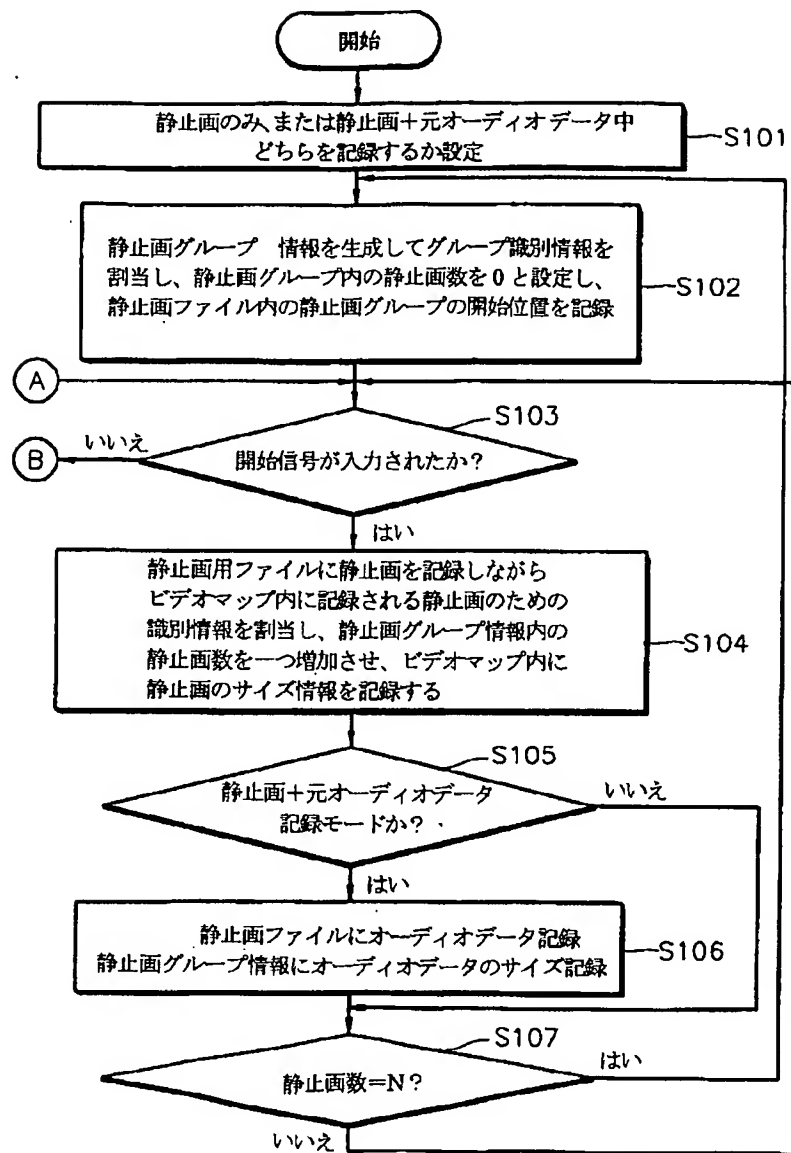 開始
静止画のみ、または静止画+元オーディオデータ中
どちらを記録するか設定
S101
静止画グループ 情報を生成してグループ識別情報を
割当し、静止画グループ内の静止画数を0と設定し、
静止画ファイル内の静止画グループの開始位置を記録
S102
A
S103
いいえ
B
開始信号が入力されたか?
はい
静止画用ファイルに静止画を記録しながら
ビデオマップ内に記録される静止画のための
識別情報を割当し、静止画グループ情報内の
静止画数を一つ増加させ、ビデオマップ内に
静止画のサイズ情報を記録する
S104
S105
静止画+元オーディオデータ
記録モードか?
いいえ
はい
静止画ファイルにオーディオデータ記録
静止画グループ情報にオーディオデータのサイズ記録
S106
S107
静止画数=N?
はい
いいえ